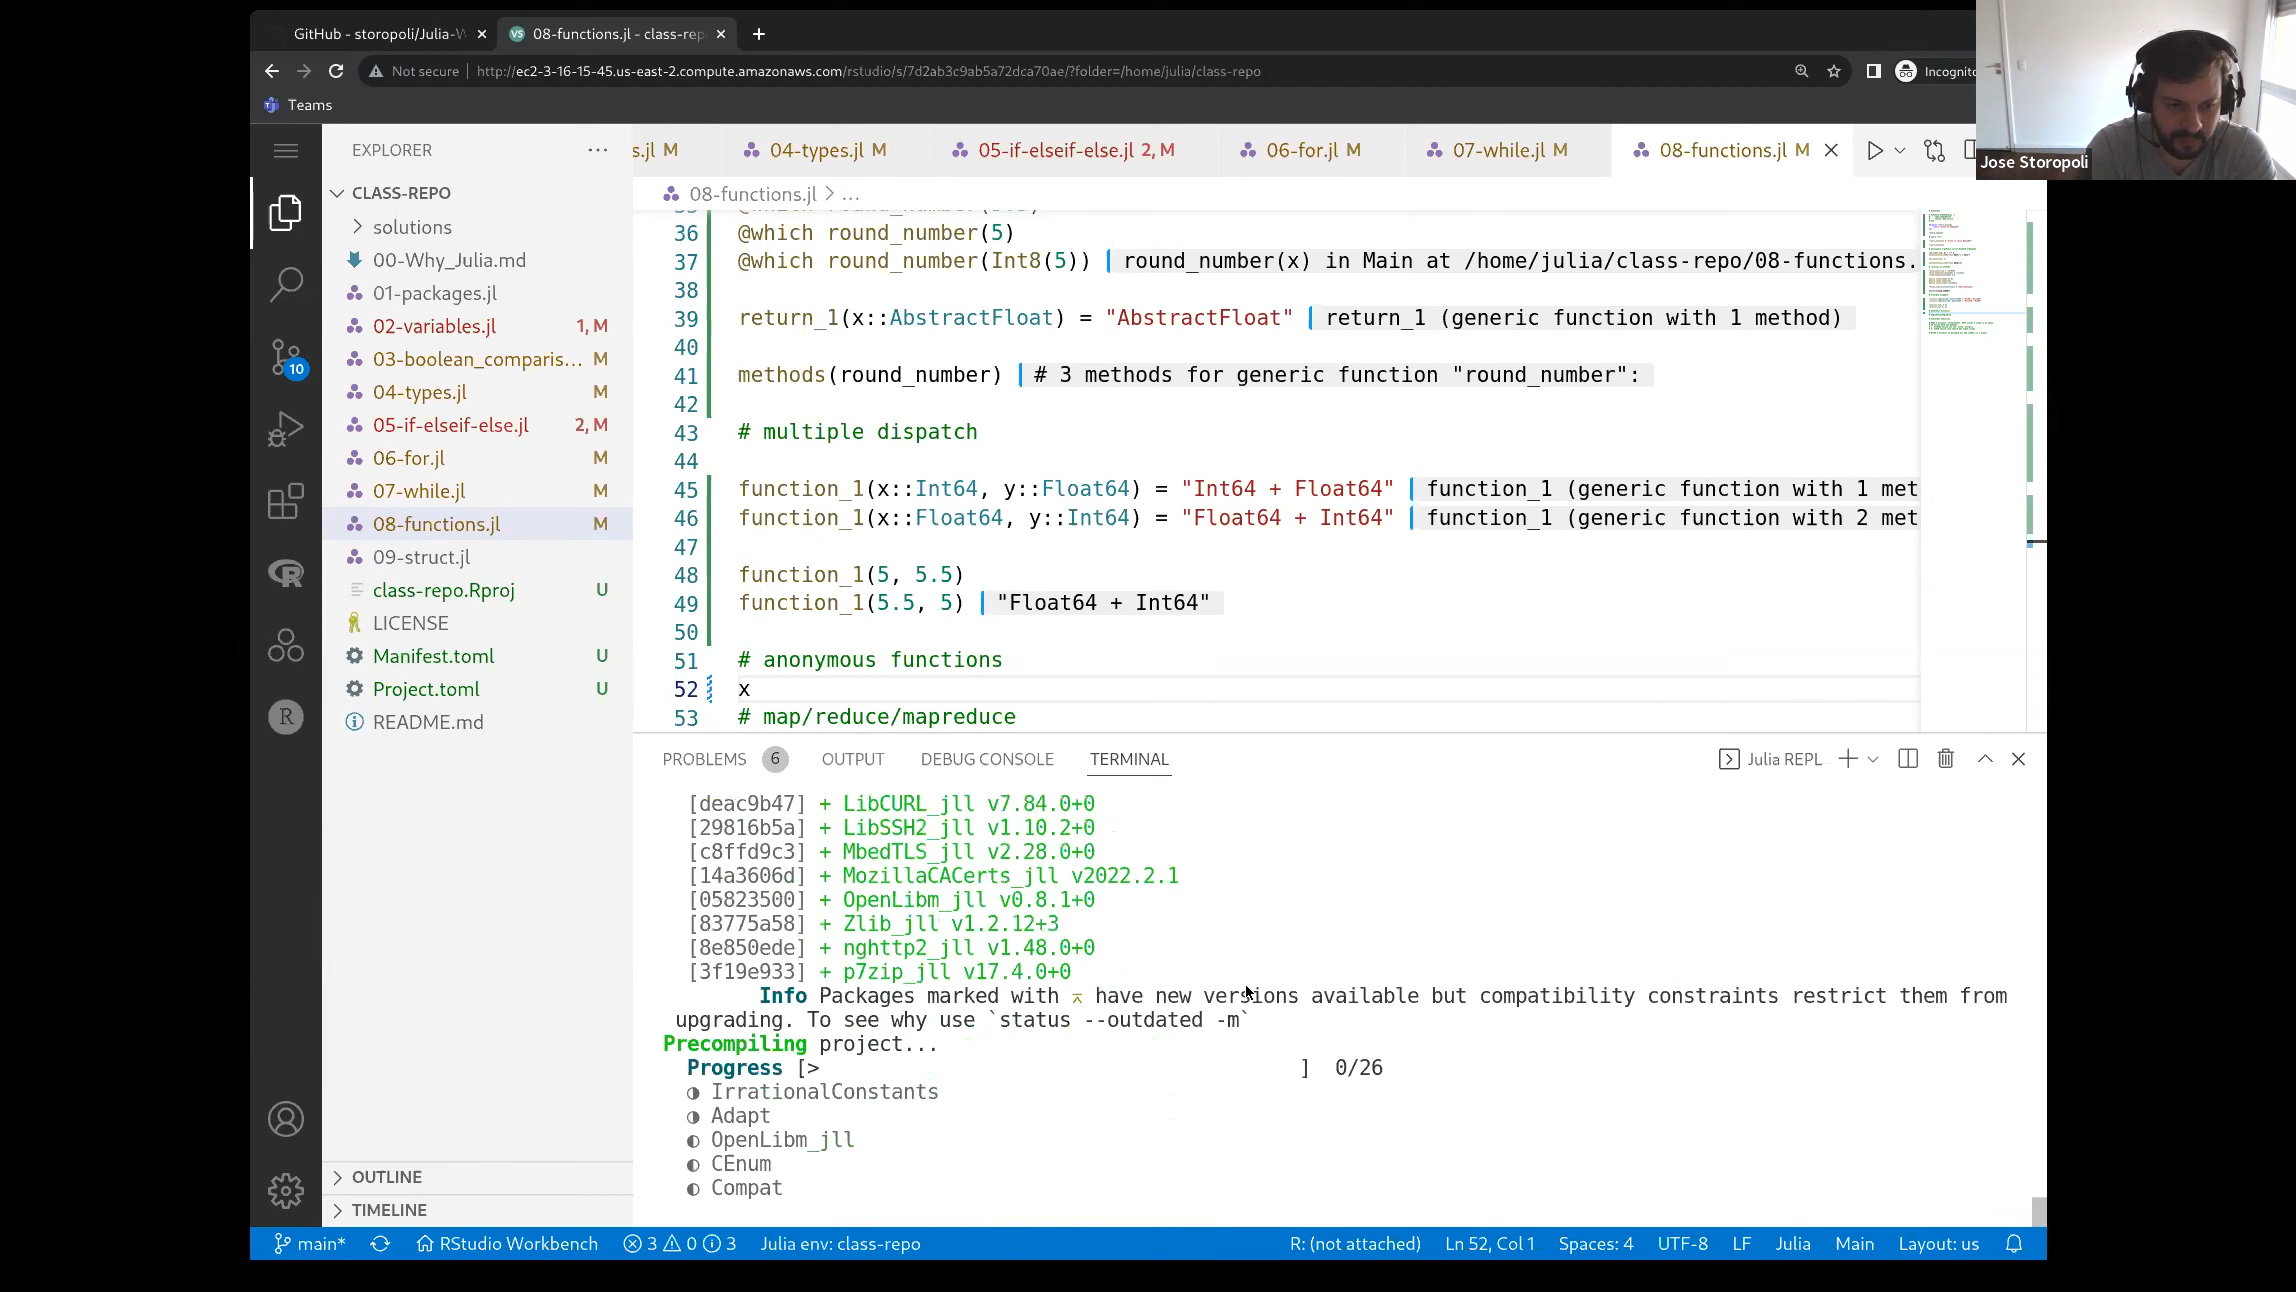 GitHub - storopoli/Julia-W
08-functions.jl - class-rep
Not secure http://ec2-3-16-15-45.us-east-2.compute.amazonaws.com/rstudio/s/7d2ab3c9ab5a72dca70ae/?folder=/home/julia/class-repo
Incognito
Teams
Jose Storopoli
EXPLORER
s.jl M
04-types.jl M
05-if-elseif-else.jl 2, M
06-for.jl M
07-while.jl M
08-functions.jl M
CLASS-REPO
solutions
00-Why_Julia.md
01-packages.jl
02-variables.jl 1, M
03-boolean_comparis... M
04-types.jl M
05-if-elseif-else.jl 2, M
06-for.jl M
07-while.jl M
08-functions.jl M
09-struct.jl
class-repo.Rproj U
LICENSE
Manifest.toml U
Project.toml U
README.md
10
OUTLINE
TIMELINE
08-functions.jl > ...
36 @which round_number(5)
37 @which round_number(Int8(5)) round_number(x) in Main at /home/julia/class-repo/08-functions.
38
39 return_1(x::AbstractFloat) = "AbstractFloat" return_1 (generic function with 1 method)
40
41 methods(round_number) # 3 methods for generic function "round_number":
42
43 # multiple dispatch
44
45 function_1(x::Int64, y::Float64) = "Int64 + Float64" function_1 (generic function with 1 met
46 function_1(x::Float64, y::Int64) = "Float64 + Int64" function_1 (generic function with 2 met
47
48 function_1(5, 5.5)
49 function_1(5.5, 5) "Float64 + Int64"
50
51 # anonymous functions
52 x
53 # map/reduce/mapreduce
PROBLEMS 6 OUTPUT DEBUG CONSOLE TERMINAL
Julia REPL
[deac9b47] + LibCURL_jll v7.84.0+0
[29816b5a] + LibSSH2_jll v1.10.2+0
[c8ffd9c3] + MbedTLS_jll v2.28.0+0
[14a3606d] + MozillaCACerts_jll v2022.2.1
[05823500] + OpenLibm_jll v0.8.1+0
[83775a58] + Zlib_jll v1.2.12+3
[8e850ede] + nghttp2_jll v1.48.0+0
[3f19e933] + p7zip_jll v17.4.0+0
Info Packages marked with ⌅ have new versions available but compatibility constraints restrict them from
upgrading. To see why use `status --outdated -m`
Precompiling project...
Progress [> ] 0/26
◑ IrrationalConstants
◑ Adapt
◐ OpenLibm_jll
◐ CEnum
◐ Compat
main* RStudio Workbench 3 0 3 Julia env: class-repo
R: (not attached) Ln 52, Col 1 Spaces: 4 UTF-8 LF Julia Main Layout: us